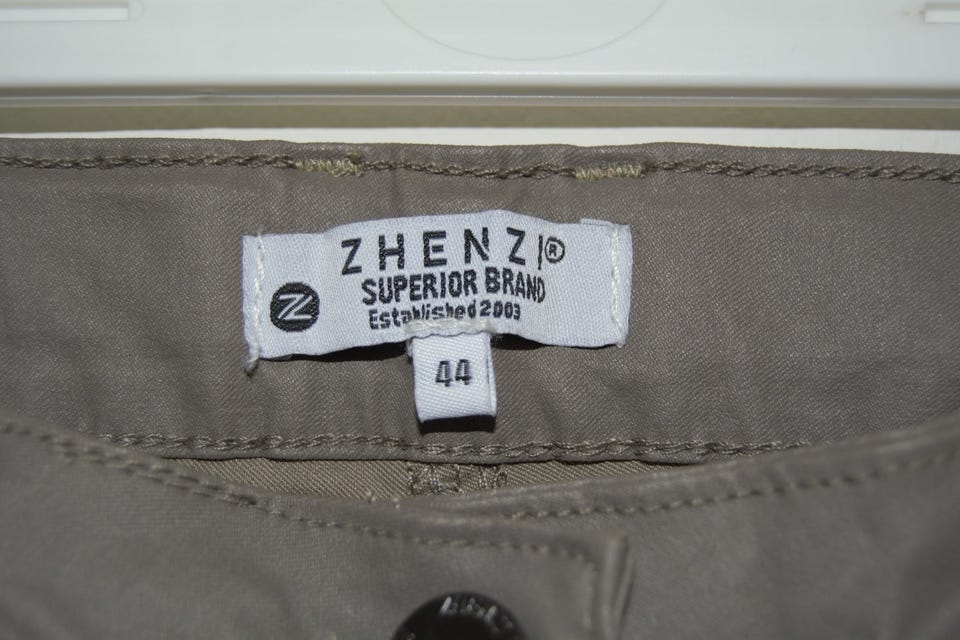 ZHENZI®
SUPERIOR BRAND
Established 2003
44